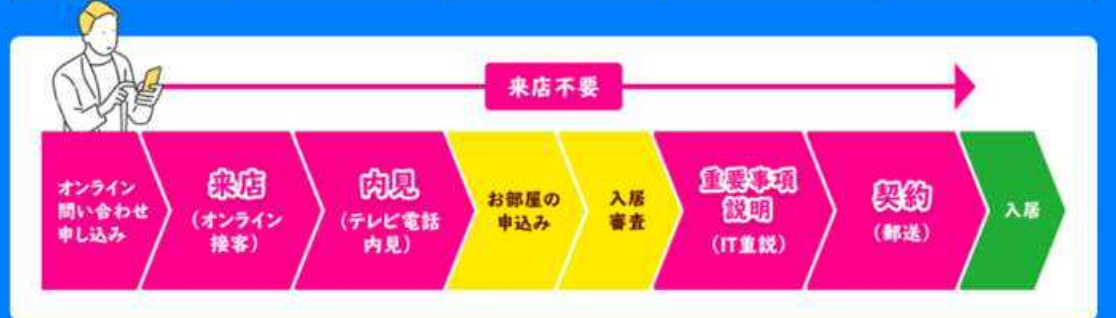 来店不要
オンライン
問い合わせ
申し込み
来店
(オンライン
接客)
内見
(テレビ電話
内見)
お部屋の
申込み
入居
審査
重要事項
説明
(IT重説)
契約
(郵送)
入居